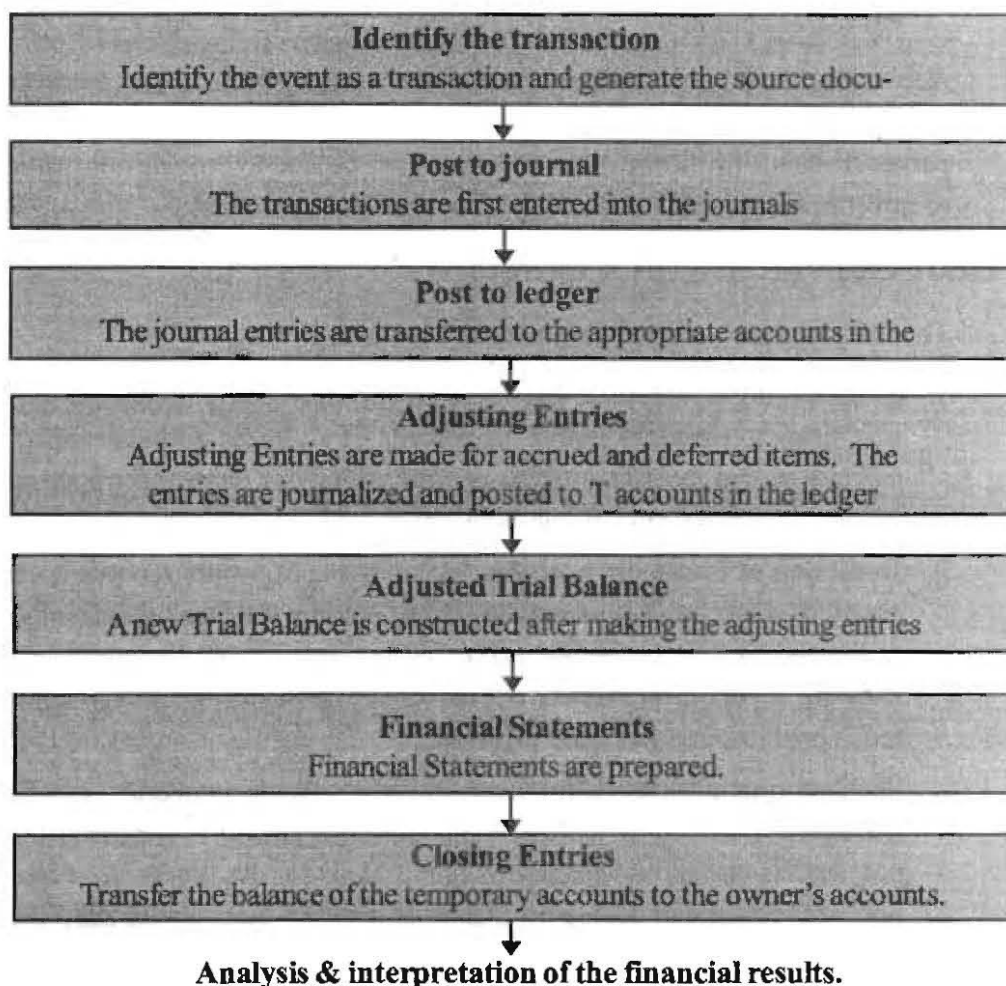 Identify the transaction
Identify the event as a transaction and generate the source docu-
Post to journal
The transactions are first entered into the journals
Post to ledger
The journal entries are transferred to the appropriate accounts in the
Adjusting Entries
Adjusting Entries are made for accrued and deferred items. The
entries are journalized and posted to T accounts in the ledger
Adjusted Trial Balance
A new Trial Balance is constructed after making the adjusting entries
Financial Statements
Financial Statements are prepared.
Closing Entries
Transfer the balance of the temporary accounts to the owner's accounts.
Analysis & interpretation of the financial results.